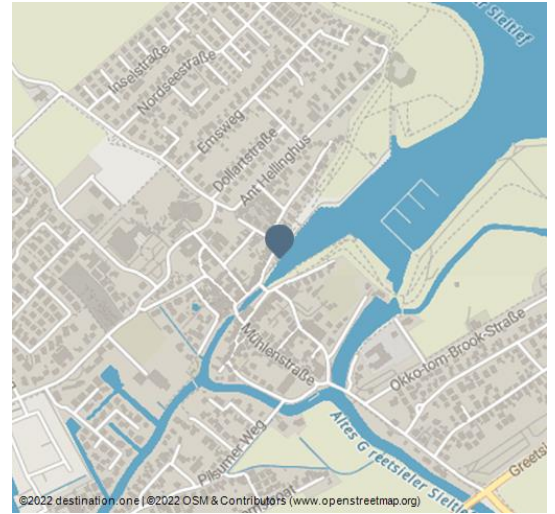 Sieltief
Inselstraße
Nordseestraße
Emsweg
Dollartstraße
Ant Hellinghus
Okko-tom-Brook-Straße
Mühlenstraße
Altes Greetsieler Sieltief
Pilsumer Weg
©2022 destination.one | ©2022 OSM & Contributors (www.openstreetmap.org)